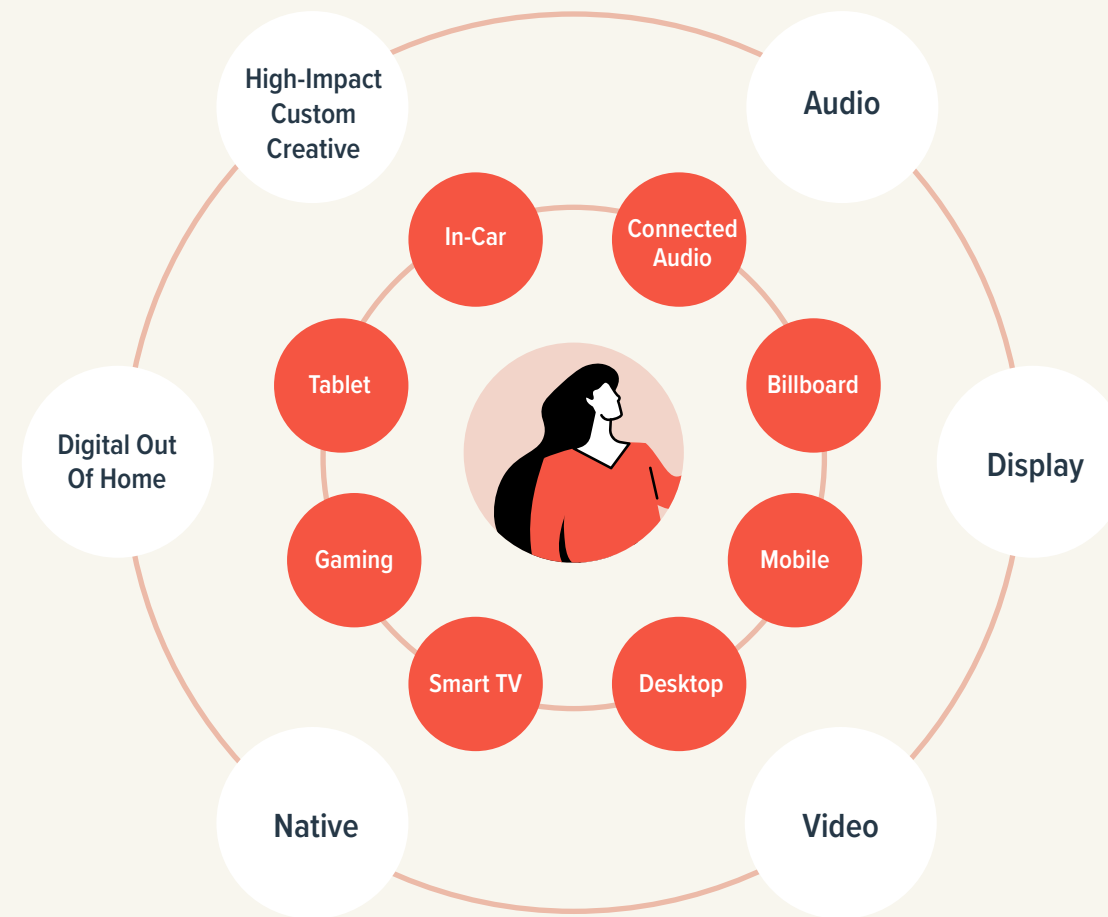 High-Impact
Custom
Creative
Audio
In-Car
Connected
Audio
Tablet
Billboard
Digital Out
Of Home
Display
Gaming
Mobile
Smart TV
Desktop
Native
Video